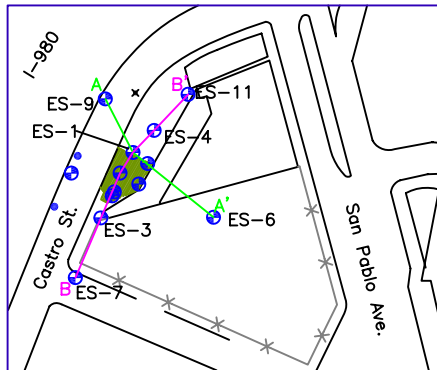 I-980
A
B'
ES-9
ES-11
ES-1
ES-4
A'
ES-6
ES-3
San Pablo Ave.
Castro St.
B
ES-7